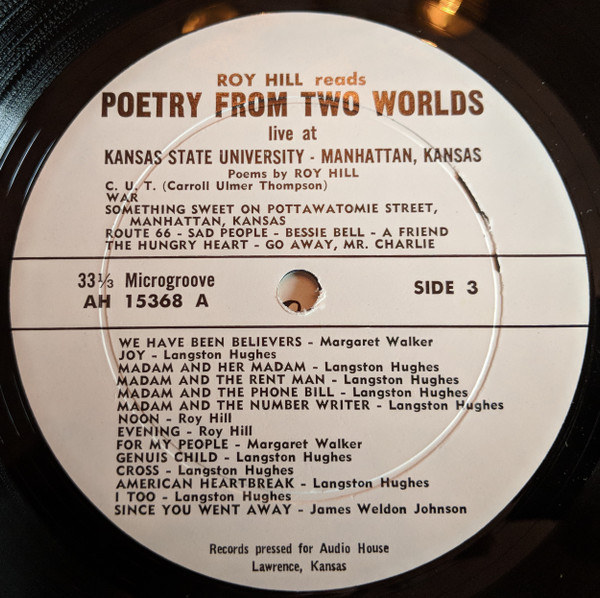 ROY HILL reads
POETRY FROM TWO WORLDS
live at
KANSAS STATE UNIVERSITY - MANHATTAN, KANSAS
Poems by ROY HILL
C. U. T. (Carroll Ulmer Thompson)
WAR
SOMETHING SWEET ON POTTAWATOMIE STREET,
MANHATTAN, KANSAS
ROUTE 66 - SAD PEOPLE - BESSIE BELL - A FRIEND
THE HUNGRY HEART - GO AWAY, MR. CHARLIE
33⅓ Microgroove
AH 15368 A
SIDE 3
WE HAVE BEEN BELIEVERS - Margaret Walker
JOY - Langston Hughes
MADAM AND HER MADAM - Langston Hughes
MADAM AND THE RENT MAN - Langston Hughes
MADAM AND THE PHONE BILL - Langston Hughes
MADAM AND THE NUMBER WRITER - Langston Hughes
NOON - Roy Hill
EVENING - Roy Hill
FOR MY PEOPLE - Margaret Walker
GENUIS CHILD - Langston Hughes
CROSS - Langston Hughes
AMERICAN HEARTBREAK - Langston Hughes
I TOO - Langston Hughes
SINCE YOU WENT AWAY - James Weldon Johnson
Records pressed for Audio House
Lawrence, Kansas